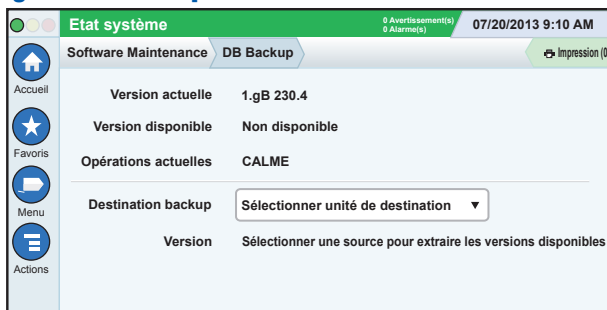 Etat système
0 Avertissement(s)
0 Alarme(s)
07/20/2013 9:10 AM
Software Maintenance
DB Backup
Impression (0
Accueil
Version actuelle
1.gB 230.4
Version disponible
Non disponible
Favoris
Opérations actuelles
CALME
Menu
Destination backup
Sélectionner unité de destination
Version
Sélectionner une source pour extraire les versions disponibles
Actions